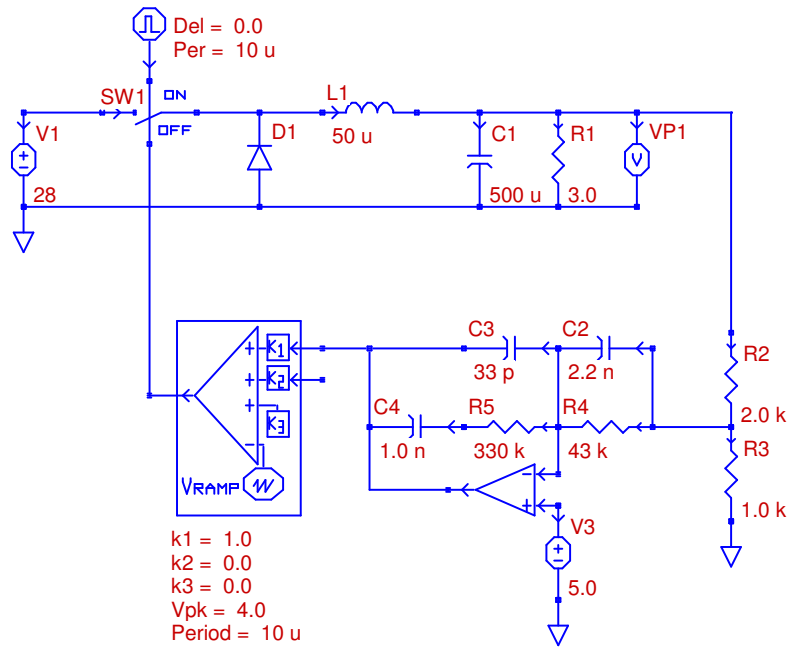 Del = 0.0
Per = 10 u
SW1
ON
OFF
V1
28
D1
L1
50 u
C1
500 u
R1
3.0
VP1
V
K1
K2
K3
VRAMP
k1 = 1.0
k2 = 0.0
k3 = 0.0
Vpk = 4.0
Period = 10 u
C3
33 p
C2
2.2 n
C4
1.0 n
R5
330 k
R4
43 k
V3
5.0
R2
2.0 k
R3
1.0 k